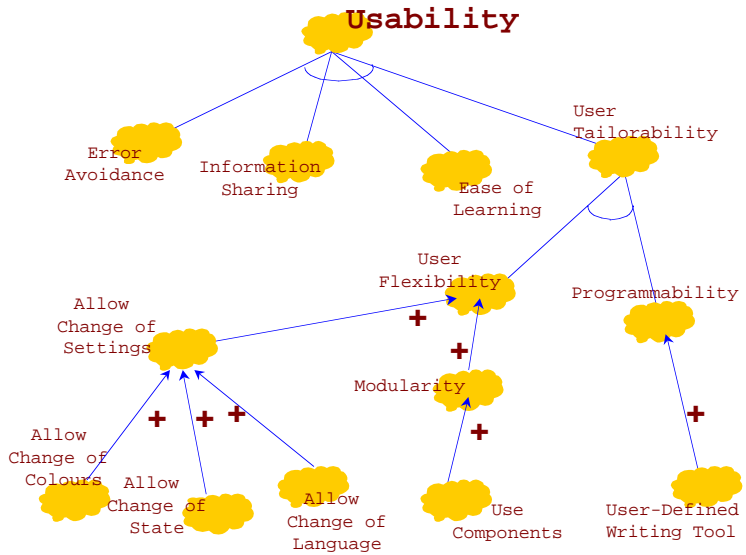 Usability
User
Tailorability
Error
Avoidance
Information
Sharing
Ease of
Learning
User
Flexibility
Programmability
Allow
Change of
Settings
+
+
Modularity
+
+
+
+
+
Allow
Change of
Colours
Allow
Change of
State
Allow
Change of
Language
Use
Components
User-Defined
Writing Tool